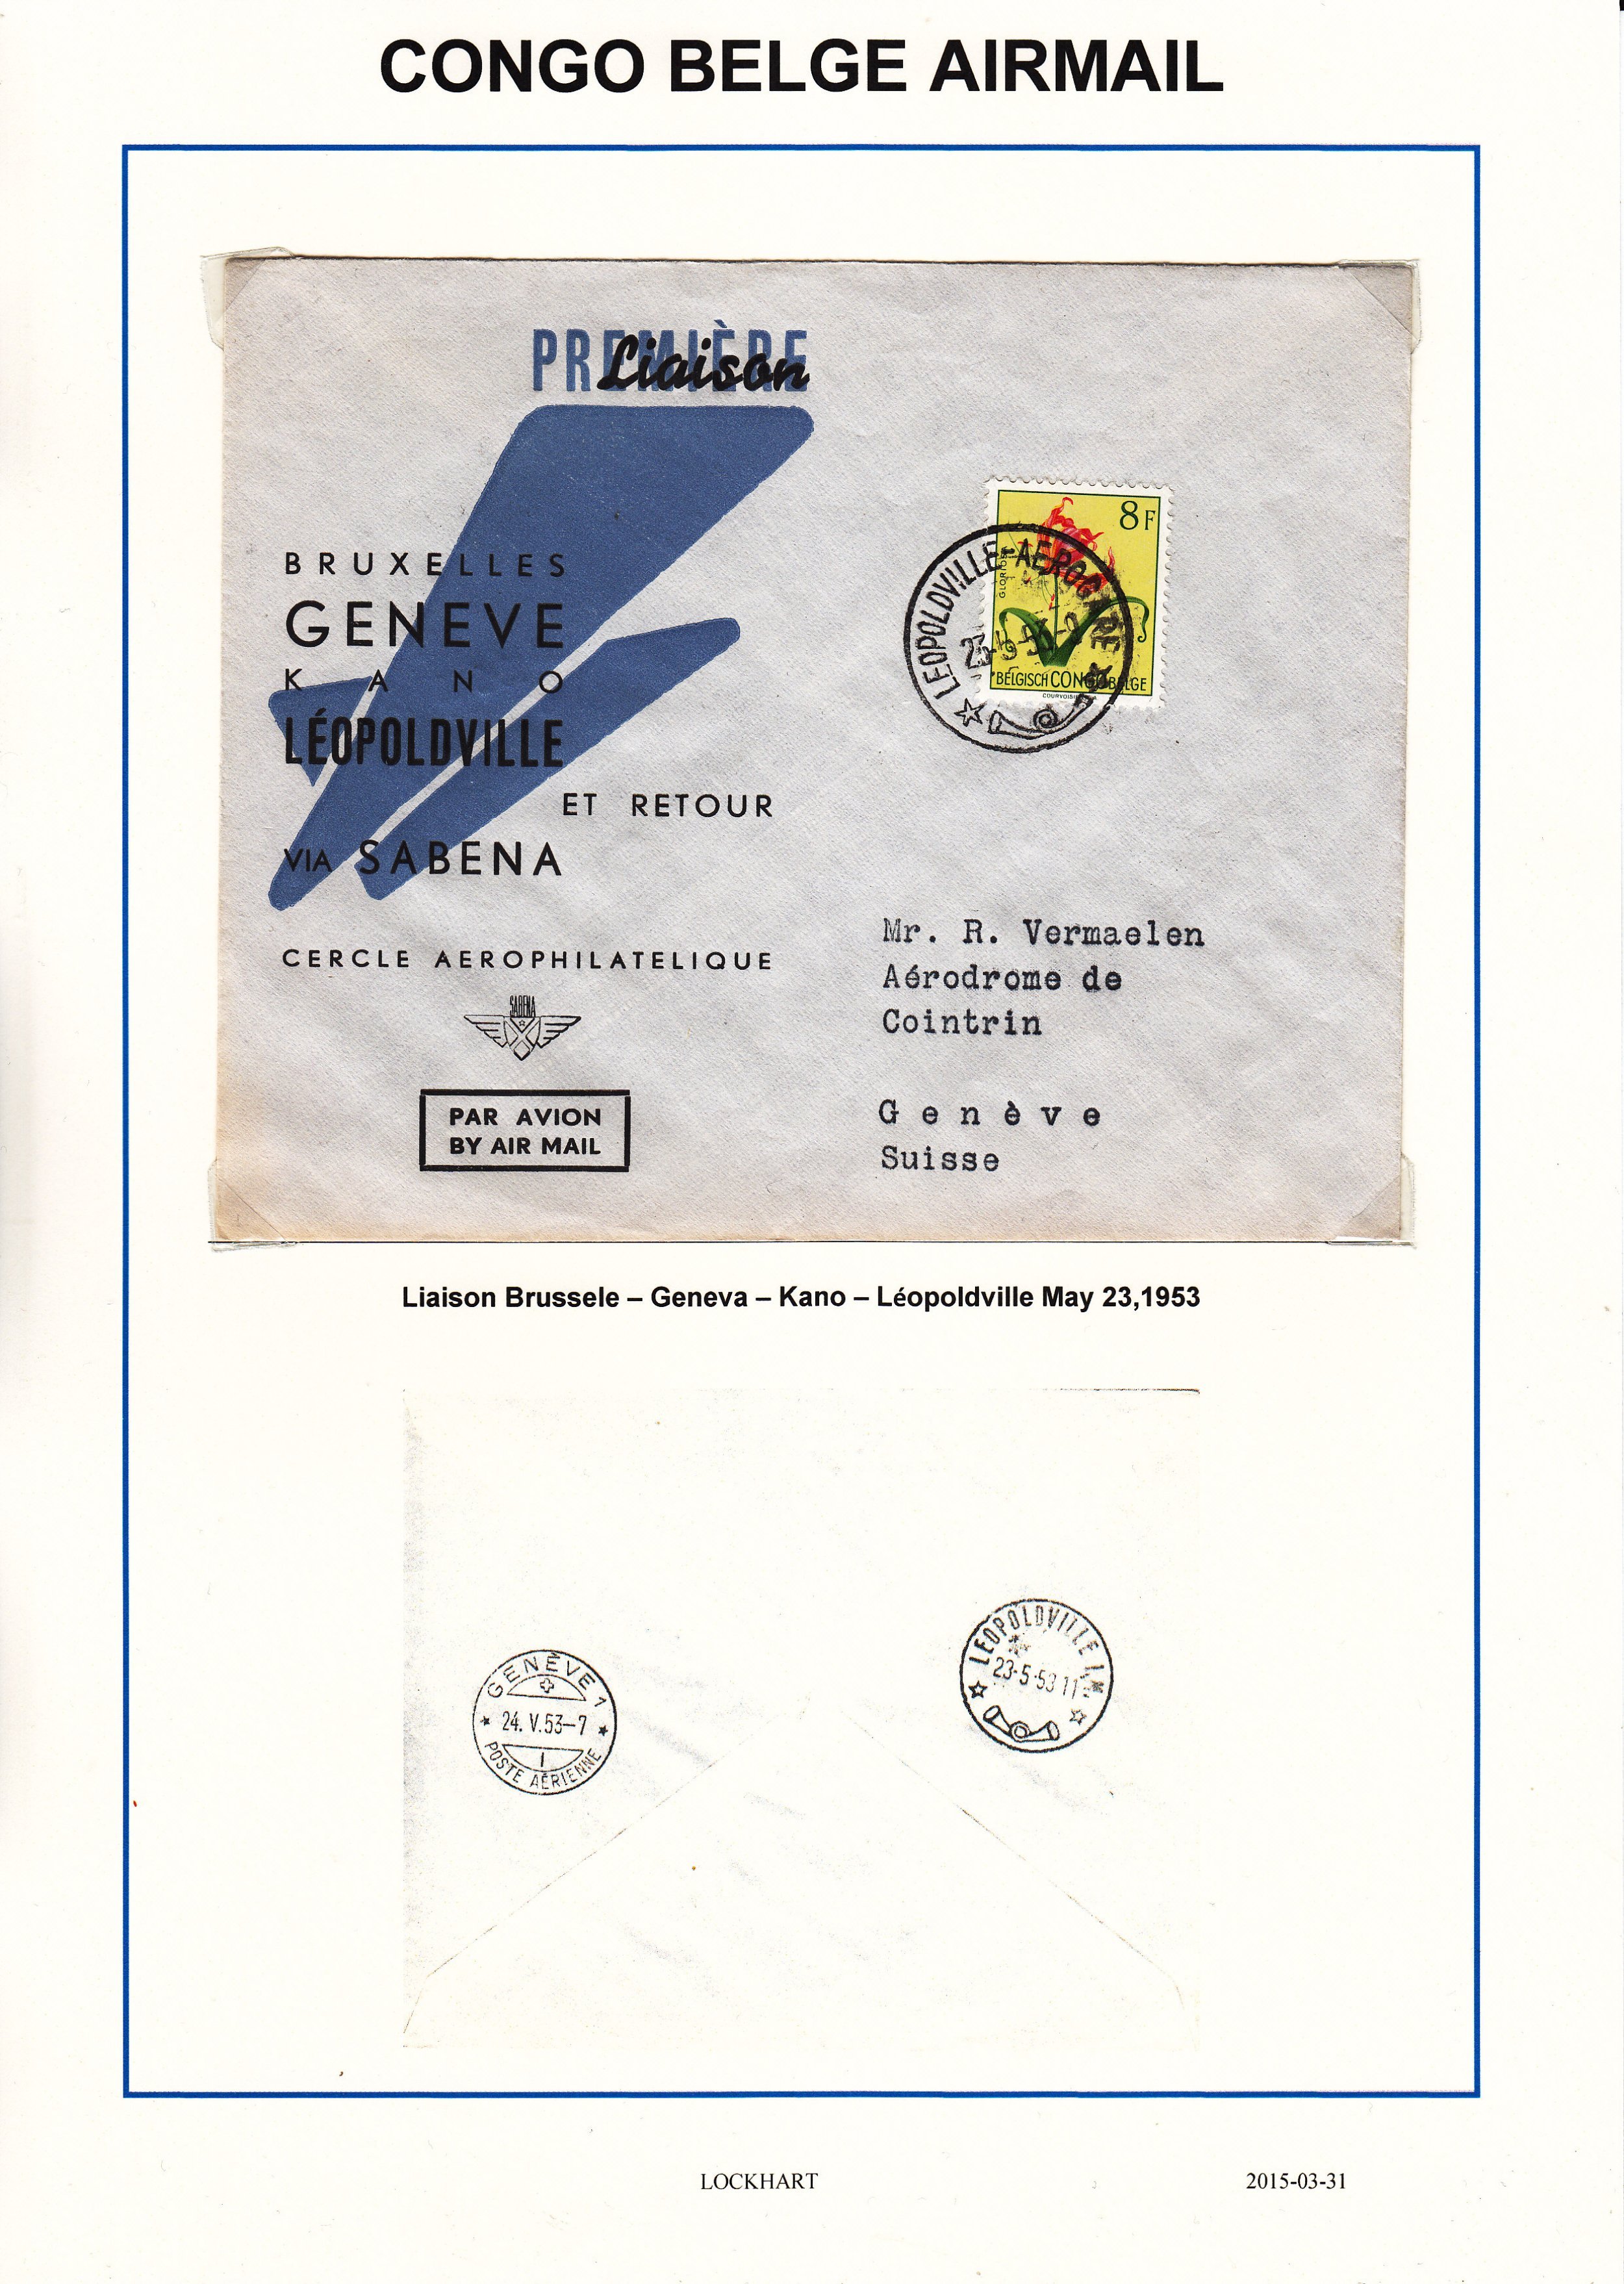 CONGO BELGE AIRMAIL
PREMIÈRE
Liaison
BRUXELLES
GENEVE
KANO
LÉOPOLDVILLE
ET RETOUR
VIA SABENA
CERCLE AEROPHILATELIQUE
SABENA
PAR AVION
BY AIR MAIL
8F
GLORIOSA
BELGISCH CONGO BELGE
COURVOISIER
LEOPOLDVILLE-AEROGARE
Mr. R. Vermaelen
Aérodrome de
Cointrin
Genève
Suisse
Liaison Brussele – Geneva – Kano – Léopoldville May 23,1953
LEOPOLDVILLE
23-5-53 11
GENÈVE 1
24. V.53–7
1
POSTE AÉRIENNE
LOCKHART
2015-03-31